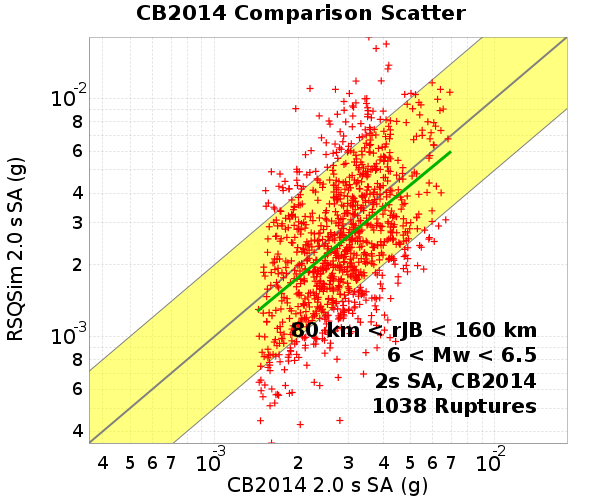 CB2014 Comparison Scatter
RSQSim 2.0 s SA (g)
10-2
8
6
4
3
2
10-3
8
6
4
80 km < rJB < 160 km
6 < Mw < 6.5
2s SA, CB2014
1038 Ruptures
4 5 6 7 10-3 2 3 4 5 6 7 10-2
CB2014 2.0 s SA (g)